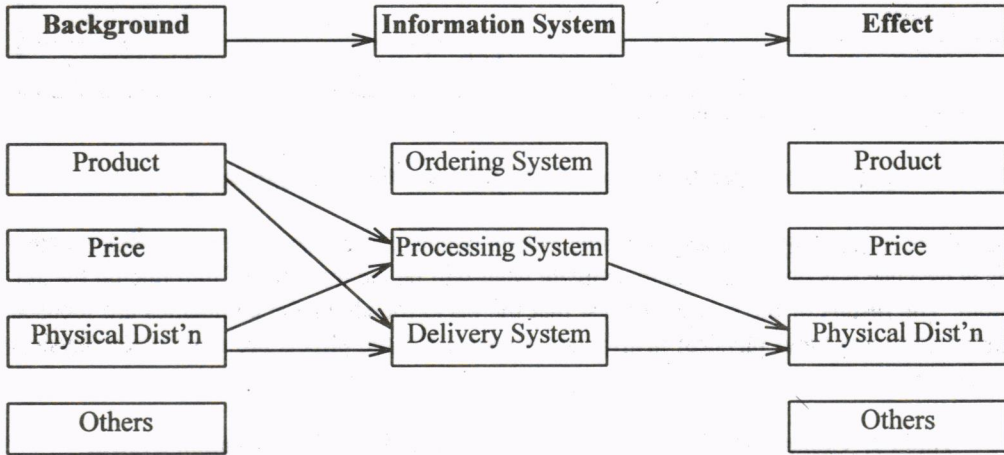 Background
Information System
Effect
Product
Ordering System
Product
Price
Processing System
Price
Physical Dist'n
Delivery System
Physical Dist'n
Others
Others